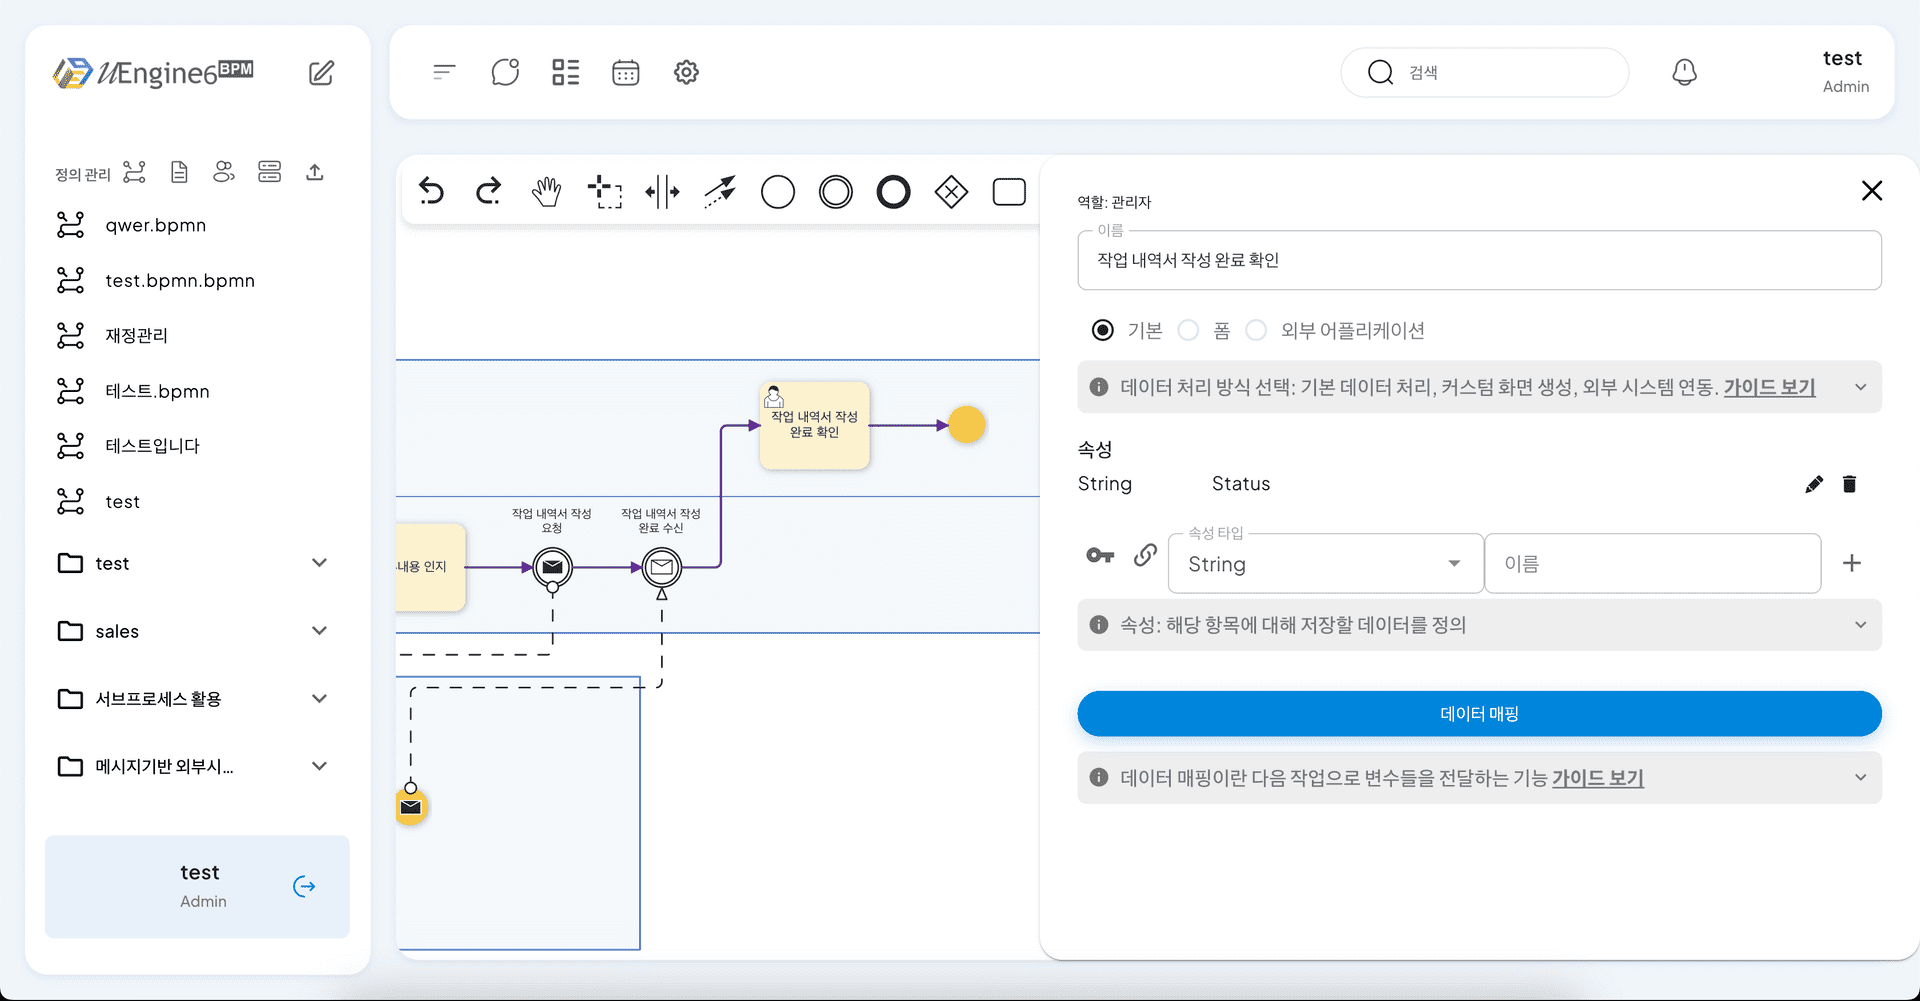 uEngine6 BPM
정의 관리
qwer.bpmn
test.bpmn.bpmn
재정관리
테스트.bpmn
테스트입니다
test
test
sales
서브프로세스 활용
메시지기반 외부시...
test
Admin
검색
test
Admin
작업 내역서 작성
완료 확인
작업 내역서 작성
요청
작업 내역서 작성
완료 수신
내용 인지
역할: 관리자
이름
작업 내역서 작성 완료 확인
기본 폼 외부 어플리케이션
데이터 처리 방식 선택: 기본 데이터 처리, 커스텀 화면 생성, 외부 시스템 연동. 가이드 보기
속성
String Status
속성 타입
String
이름
속성: 해당 항목에 대해 저장할 데이터를 정의
데이터 매핑
데이터 매핑이란 다음 작업으로 변수들을 전달하는 기능 가이드 보기